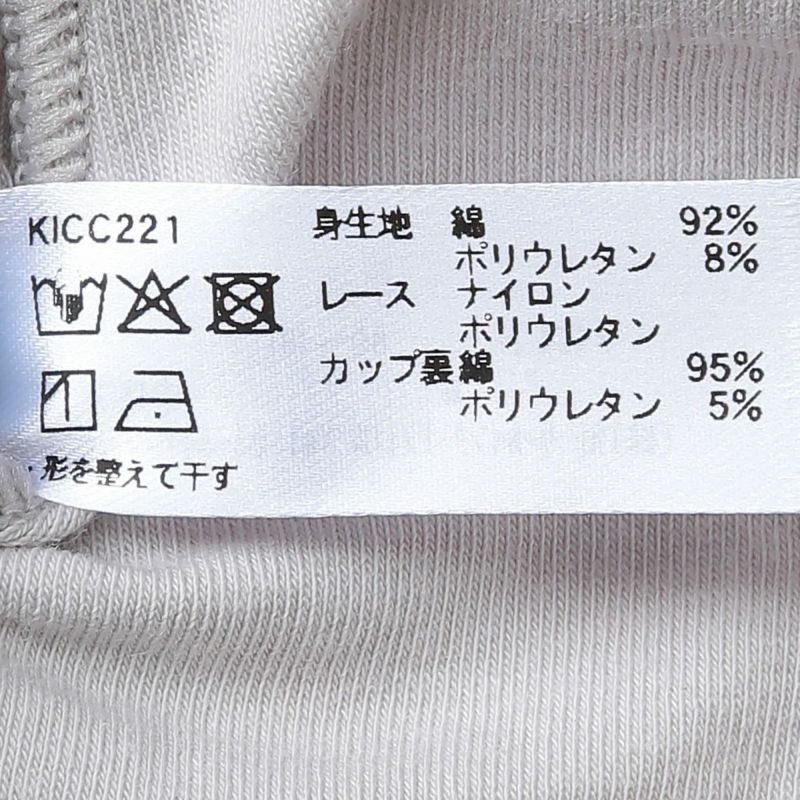 KICC221
身生地 綿 92%
ポリウレタン 8%
レース ナイロン
ポリウレタン
カップ裏綿 95%
ポリウレタン 5%
・形を整えて干す